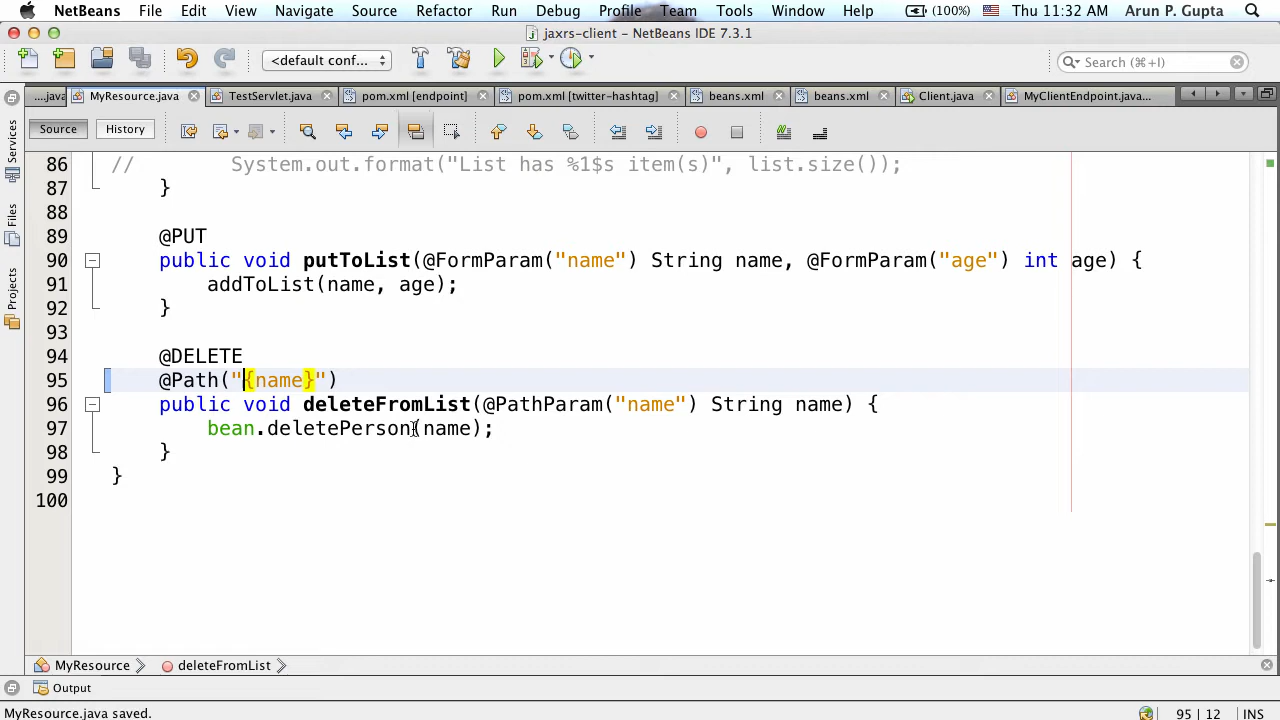 NetBeans File Edit View Navigate Source Refactor Run Debug Profile Team Tools Window Help (100%) Thu 11:32 AM Arun P. Gupta
jaxrs-client – NetBeans IDE 7.3.1
<default conf... Search (⌘+I)
....java MyResource.java TestServlet.java pom.xml [endpoint] pom.xml [twitter-hashtag] beans.xml beans.xml Client.java MyClientEndpoint.java...
Source History
Services
Files
Projects
86 // System.out.format("List has %1$s item(s)", list.size());
87 }
88
89 @PUT
90 public void putToList(@FormParam("name") String name, @FormParam("age") int age) {
91 addToList(name, age);
92 }
93
94 @DELETE
95 @Path("{name}")
96 public void deleteFromList(@PathParam("name") String name) {
97 bean.deletePerson(name);
98 }
99 }
100
MyResource deleteFromList
Output
MyResource.java saved. 95 | 12 INS